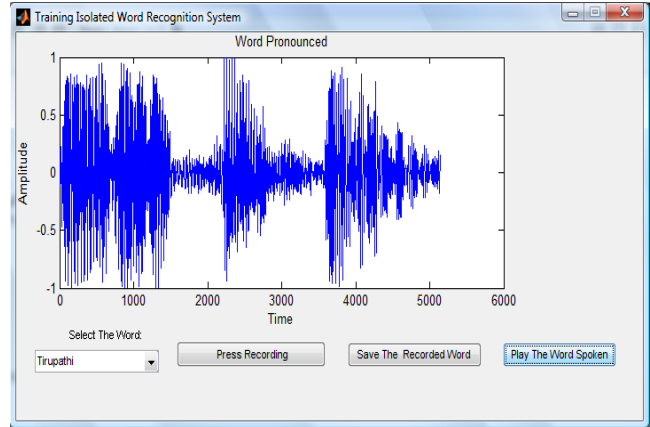 Training Isolated Word Recognition System
Word Pronounced
1
0.5
0
-0.5
-1
Amplitude
0 1000 2000 3000 4000 5000 6000
Time
Select The Word:
Tirupathi
Press Recording
Save The Recorded Word
Play The Word Spoken